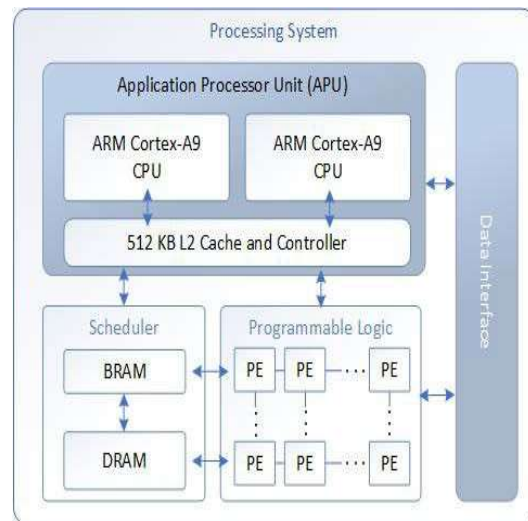 Processing System
Application Processor Unit (APU)
ARM Cortex-A9
CPU
ARM Cortex-A9
CPU
512 KB L2 Cache and Controller
Data Interface
Scheduler
BRAM
DRAM
Programmable Logic
PE PE ··· PE
PE PE ··· PE